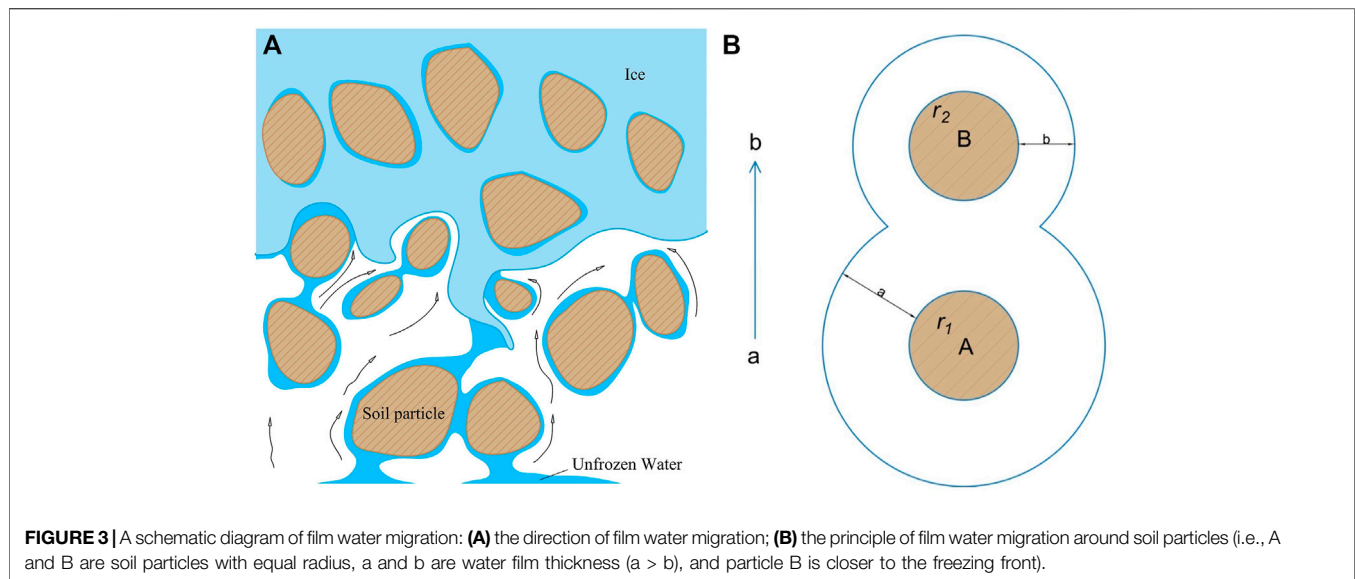 A
Ice
Soil particle
Unfrozen Water
B
b
a
r2
B
b
a
r1
A
FIGURE 3 | A schematic diagram of film water migration: (A) the direction of film water migration; (B) the principle of film water migration around soil particles (i.e., A
and B are soil particles with equal radius, a and b are water film thickness (a > b), and particle B is closer to the freezing front).